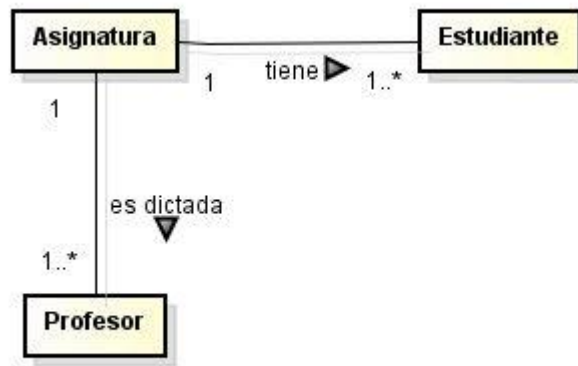 Asignatura
Estudiante
1
tiene
1..*
1
es dictada
1..*
Profesor